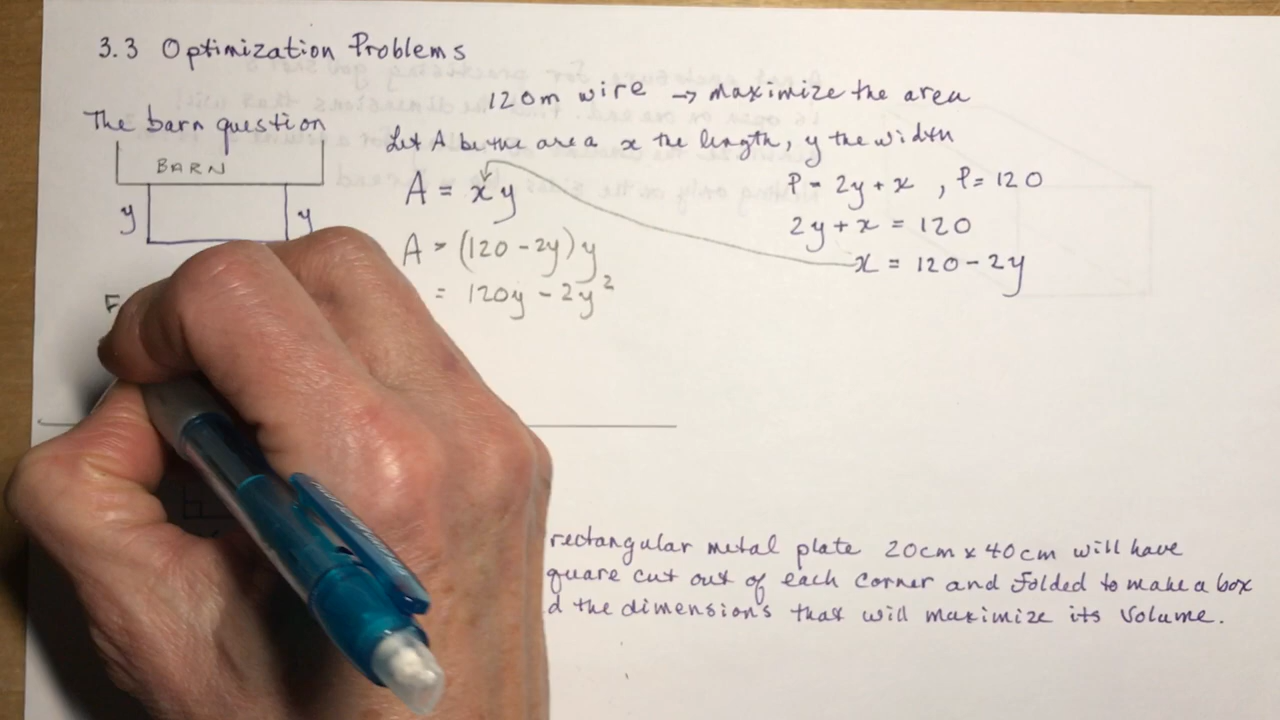 3.3 Optimization Problems
120m wire → maximize the area
The barn question
Let A be the area x the length, y the width
BARN
A = xy
P = 2y + x , P = 120
y
y
2y + x = 120
A = (120 - 2y)y
x = 120 - 2y
= 120y - 2y²
rectangular metal plate 20cm x 40cm will have
cut out of each corner and folded to make a box
the dimensions that will maximize its volume.